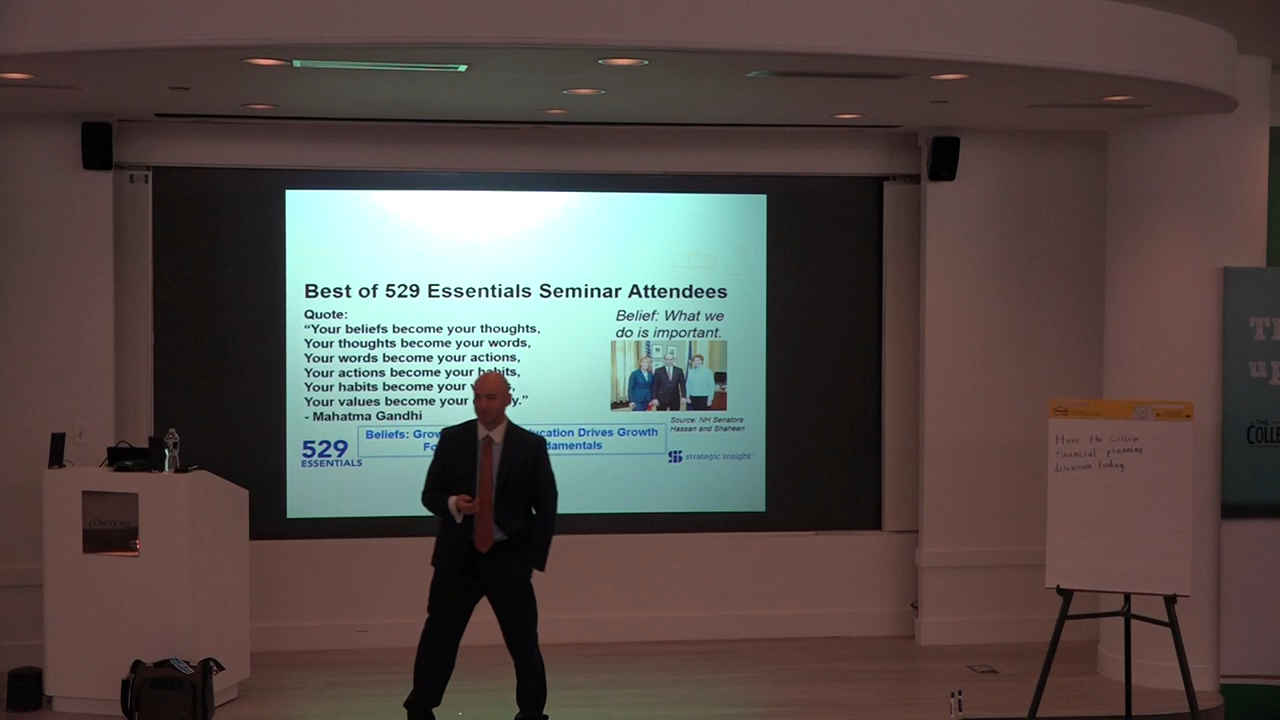 Best of 529 Essentials Seminar Attendees
Quote:
“Your beliefs become your thoughts,
Your thoughts become your words,
Your words become your actions,
Your actions become your habits,
Your habits become your
Your values become your
- Mahatma Gandhi
Belief: What we
do is important.
Source: NH Senators
Hassan and Shaheen
Beliefs: Education Drives Growth
529
ESSENTIALS
strategic insight
Have the College
financial planning
discussion today
THE